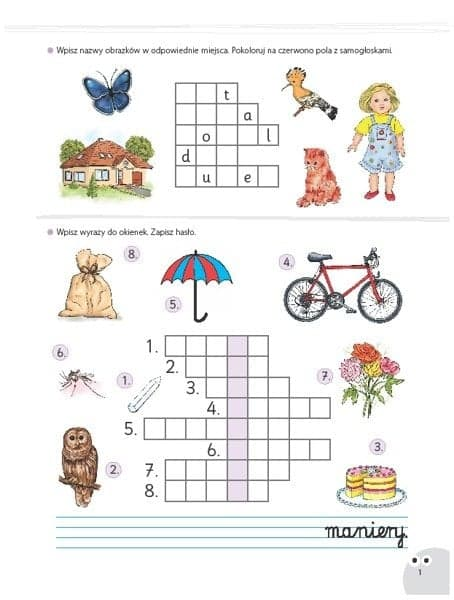 Wpisz nazwy obrazków w odpowiednie miejsca. Pokoloruj na czerwono pola z samogłoskami.
t
a
o l
d
u e
Wpisz wyrazy do okienek. Zapisz hasło.
8.
4.
5.
1.
6.
2.
7.
1.
3.
4.
5.
6.
3.
2.
7.
8.
maniery.
1